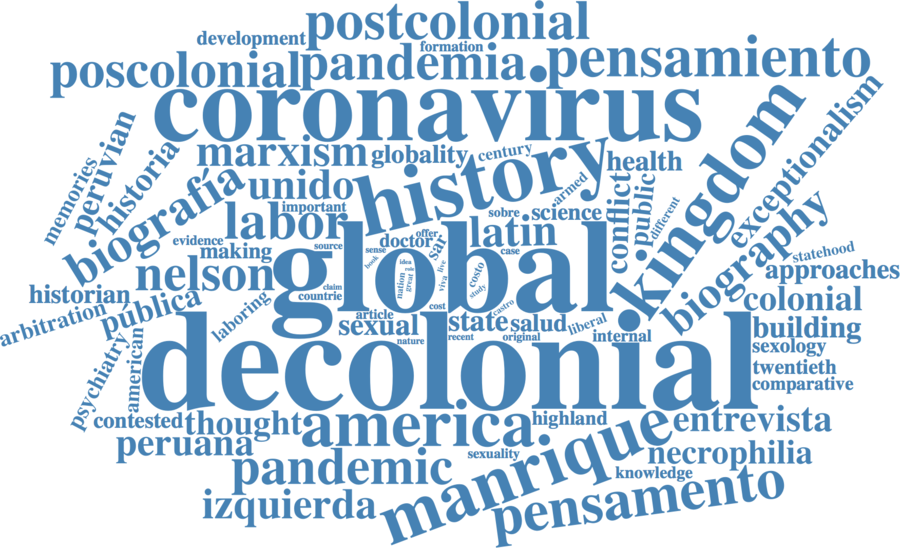 postcolonial
development
formation
poscolonial
pandemia
pensamiento
coronavirus
kingdom
exceptionalism
peruvian
memories
historia
marxism
globality
century
history
health
biografía
unido
armed
conflict
public
different
important
labor
sobre
science
latin
biography
statehood
evidence
making
source
sense
doctor
offer
sar
case
approaches
nelson
global
book
idea
rule
nation
great
live
viva
costo
study
historian
pública
claim
countrie
cost
castro
colonial
arbitration
laboring
article
sexual
state
salud
liberal
internal
building
psychiatry
american
nature
recent
original
sexology
decolonial
twentieth
comparative
contested
thought
america
highland
manrique
entrevista
peruana
sexuality
necrophilia
pandemic
knowledge
izquierda
pensamento